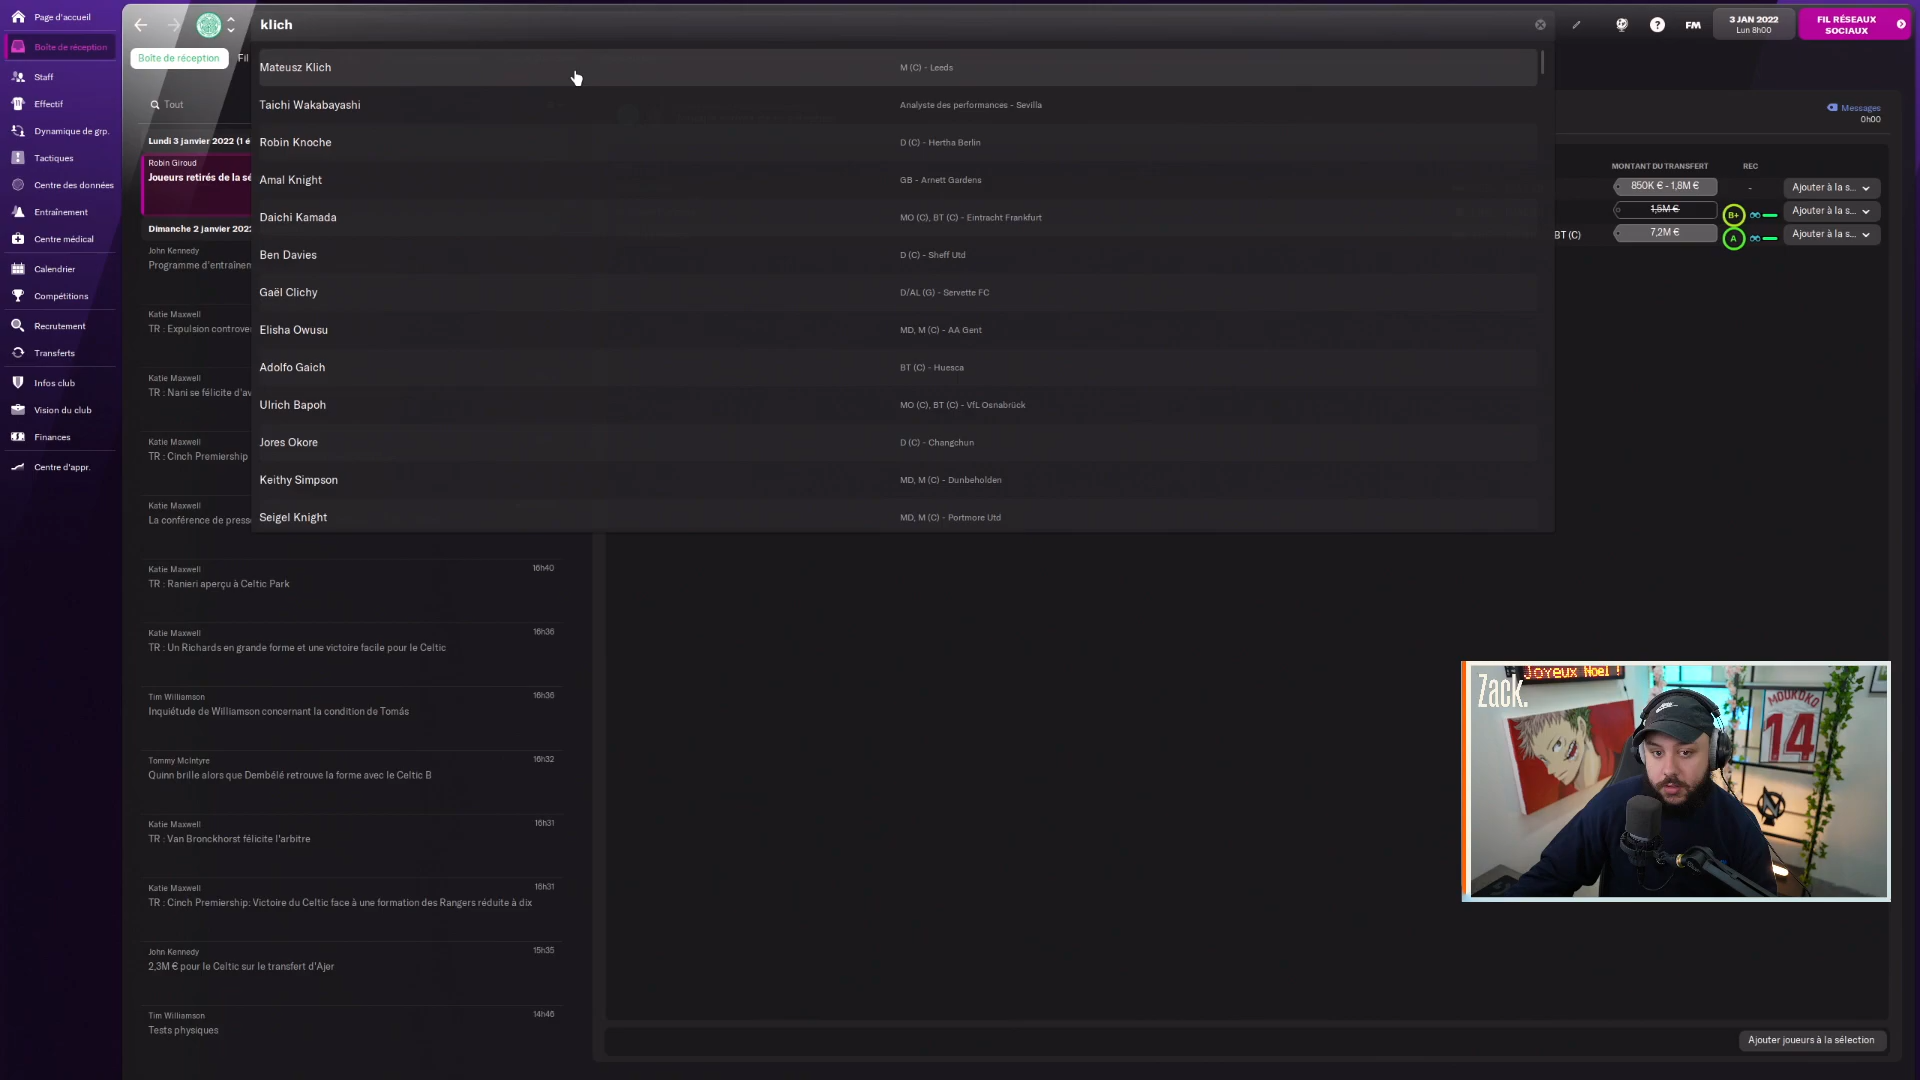 Page d'accueil
Boîte de réception
Staff
Effectif
Dynamique de grp.
Tactiques
Centre des données
Entraînement
Centre médical
Calendrier
Compétitions
Recrutement
Transferts
Infos club
Vision du club
Finances
Centre d'appr.
klich
FM
3 JAN 2022
Lun 8h00
FIL RÉSEAUX
SOCIAUX
Boîte de réception Fil
Tout
Mateusz Klich M (C) - Leeds
Taichi Wakabayashi Analyste des performances - Sevilla
Robin Knoche D (C) - Hertha Berlin
Amal Knight GB - Arnett Gardens
Daichi Kamada MO (C), BT (C) - Eintracht Frankfurt
Ben Davies D (C) - Sheff Utd
Gaël Clichy D/AL (G) - Servette FC
Elisha Owusu MD, M (C) - AA Gent
Adolfo Gaich BT (C) - Huesca
Ulrich Bapoh MO (C), BT (C) - VfL Osnabrück
Jores Okore D (C) - Changchun
Keithy Simpson MD, M (C) - Dunbeholden
Seigel Knight MD, M (C) - Portmore Utd
Lundi 3 janvier 2022 (1 é
Robin Giroud
Joueurs retirés de la sé
Dimanche 2 janvier 2022
John Kennedy
Programme d'entraînem
Katie Maxwell
TR : Expulsion controve
Katie Maxwell
TR : Nani se félicite d'av
Katie Maxwell
TR : Cinch Premiership
Katie Maxwell
La conférence de presse
Katie Maxwell 16h40
TR : Ranieri aperçu à Celtic Park
Katie Maxwell 16h36
TR : Un Richards en grande forme et une victoire facile pour le Celtic
Tim Williamson 16h36
Inquiétude de Williamson concernant la condition de Tomás
Tommy McIntyre 16h32
Quinn brille alors que Dembélé retrouve la forme avec le Celtic B
Katie Maxwell 16h31
TR : Van Bronckhorst félicite l'arbitre
Katie Maxwell 16h31
TR : Cinch Premiership: Victoire du Celtic face à une formation des Rangers réduite à dix
John Kennedy 15h35
2,3M € pour le Celtic sur le transfert d'Ajer
Tim Williamson 14h46
Tests physiques
Messages
0h00
MONTANT DU TRANSFERT REC
850K € - 1,8M € - Ajouter à la s...
1,5M € B+ Ajouter à la s...
BT (C) 7,2M € A Ajouter à la s...
Joyeux Noel !
Zack.
MOUKOKO
14
Ajouter joueurs à la sélection